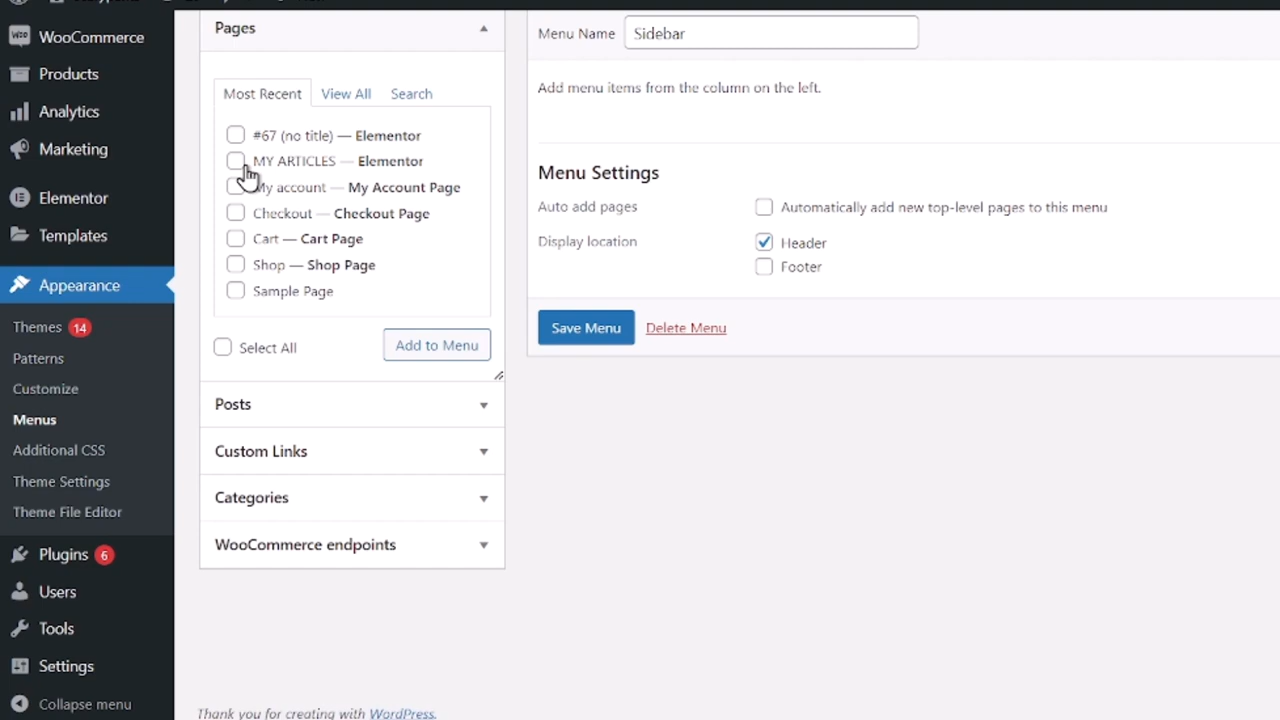 WooCommerce
Products
Analytics
Marketing
Elementor
Templates
Appearance
Themes 14
Patterns
Customize
Menus
Additional CSS
Theme Settings
Theme File Editor
Plugins 6
Users
Tools
Settings
Collapse menu
Pages
Most Recent View All Search
#67 (no title) — Elementor
MY ARTICLES — Elementor
My account — My Account Page
Checkout — Checkout Page
Cart — Cart Page
Shop — Shop Page
Sample Page
Select All Add to Menu
Posts
Custom Links
Categories
WooCommerce endpoints
Menu Name Sidebar
Add menu items from the column on the left.
Menu Settings
Auto add pages Automatically add new top-level pages to this menu
Display location Header
Footer
Save Menu Delete Menu
Thank you for creating with WordPress.